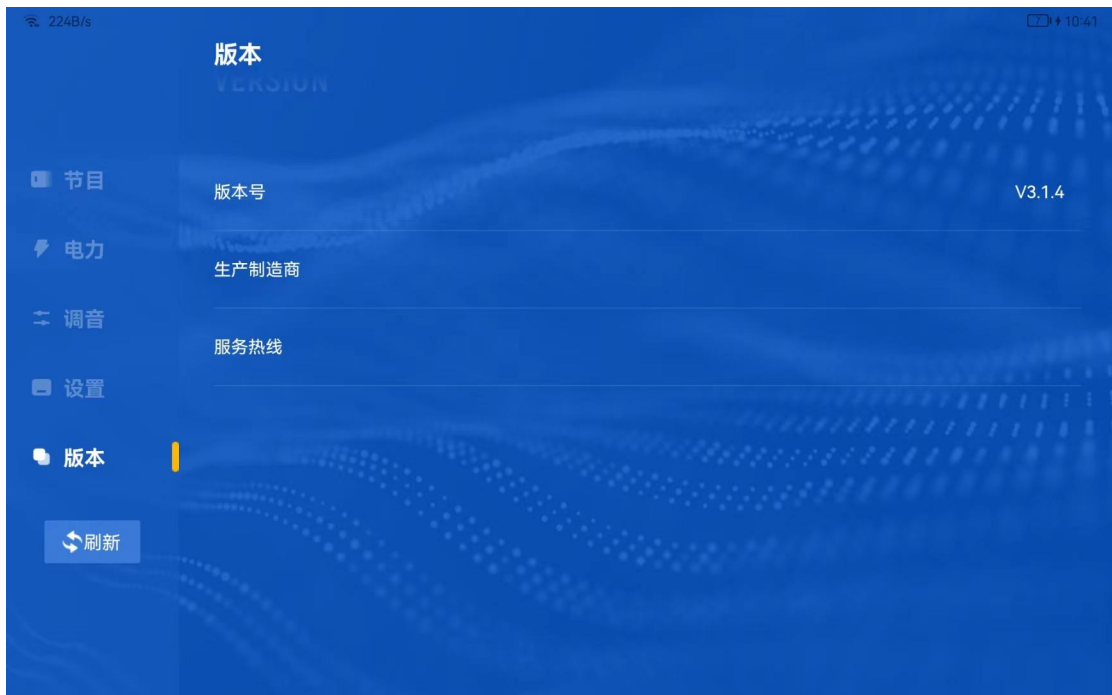 224B/s
7
10:41
版本
VERSION
节目
版本号
V3.1.4
电力
生产制造商
调音
服务热线
设置
版本
刷新